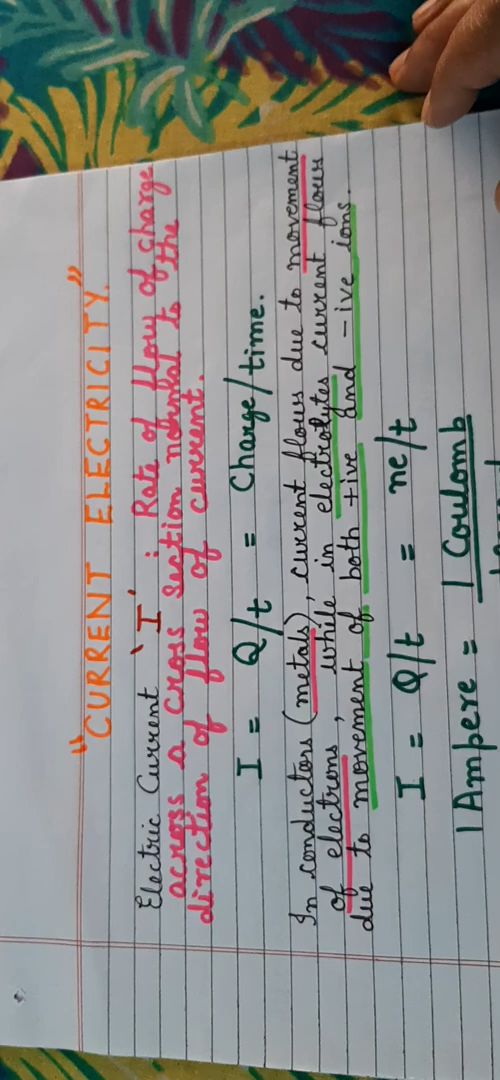 "CURRENT ELECTRICITY."
Electric Current 'I' : Rate of flow of charge
across a cross section normal to the
direction of flow of current.
I = Q/t = Charge/time.
In conductors (metals), current flows due to movement
of electrons, while in electrolytes current flows
due to movement of both +ive and -ive ions.
I = Q/t = ne/t
1 Ampere = 1 Coulomb